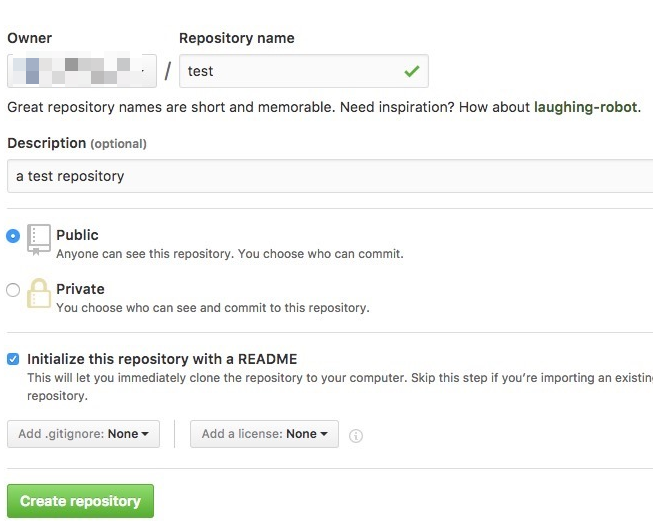 Owner Repository name
/ test
Great repository names are short and memorable. Need inspiration? How about laughing-robot.
Description (optional)
a test repository
Public
Anyone can see this repository. You choose who can commit.
Private
You choose who can see and commit to this repository.
Initialize this repository with a README
This will let you immediately clone the repository to your computer. Skip this step if you're importing an existin
repository.
Add .gitignore: None Add a license: None
Create repository